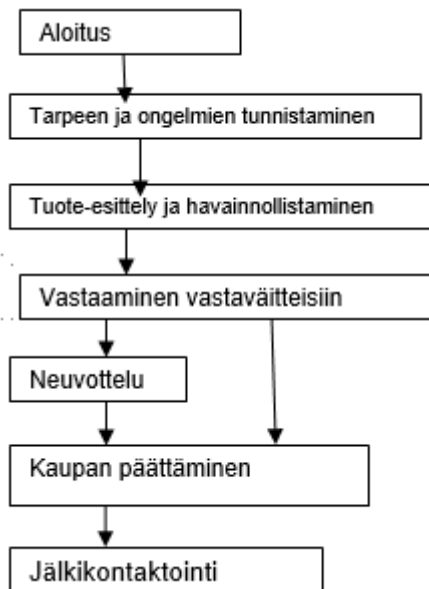 Aloitus
Tarpeen ja ongelmien tunnistaminen
Tuote-esittely ja havainnollistaminen
Vastaaminen vastaväitteisiin
Neuvottelu
Kaupan päättäminen
Jälkikontaktointi